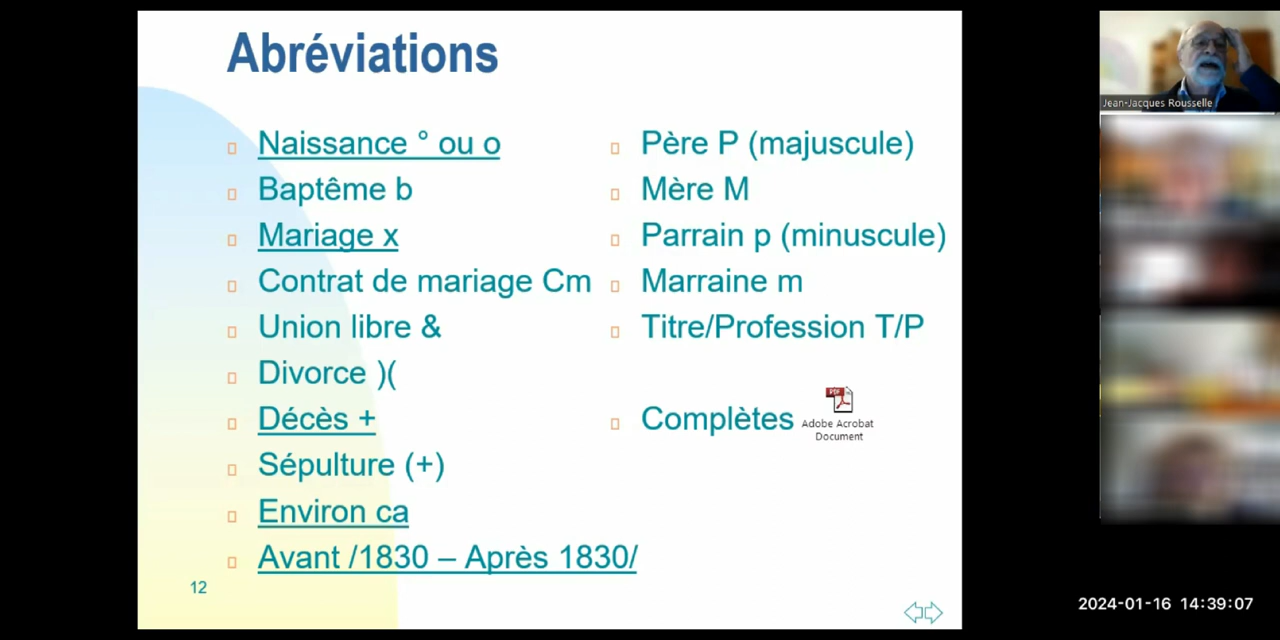 Abréviations
Naissance ° ou o
Baptême b
Mariage x
Contrat de mariage Cm
Union libre &
Divorce )(
Décès +
Sépulture (+)
Environ ca
Avant /1830 – Après 1830/
Père P (majuscule)
Mère M
Parrain p (minuscule)
Marraine m
Titre/Profession T/P
Complètes
PDF
Adobe Acrobat
Document
12
Jean-Jacques Rousselle
2024-01-16 14:39:07